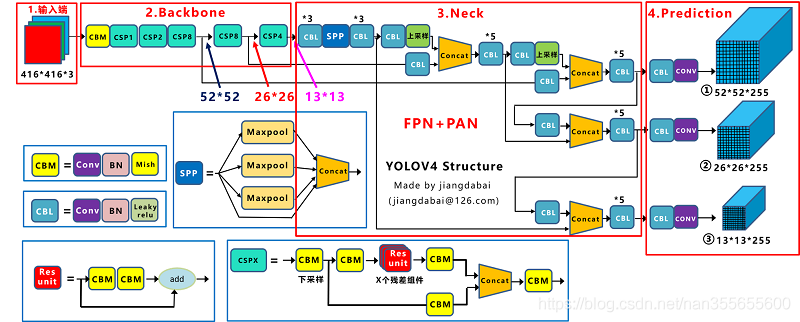 1.输入端
2.Backbone
3.Neck
4.Prediction
416*416*3
CBM
CSP1
CSP2
CSP8
CSP8
CSP4
*3
CBL
SPP
*3
CBL
CBL
上采样
CBL
Concat
*5
CBL
CBL
上采样
CBL
Concat
*5
CBL
CBL
CONV
①52*52*255
52*52
26*26
13*13
FPN+PAN
CBL
Concat
*5
CBL
CBL
CONV
②26*26*255
YOLOV4 Structure
Made by jiangdabai
(jiangdabai@126.com)
CBL
Concat
*5
CBL
CBL
CONV
③13*13*255
SPP
=
Maxpool
Maxpool
Maxpool
Concat
CBM
=
Conv
BN
Mish
CBL
=
Conv
BN
Leaky
relu
Res
unit
=
CBM
CBM
add
CSPX
=
CBM
下采样
CBM
Res
unit
X个残差组件
CBM
CBM
Concat
CBM
https://blog.csdn.net/nan355655600